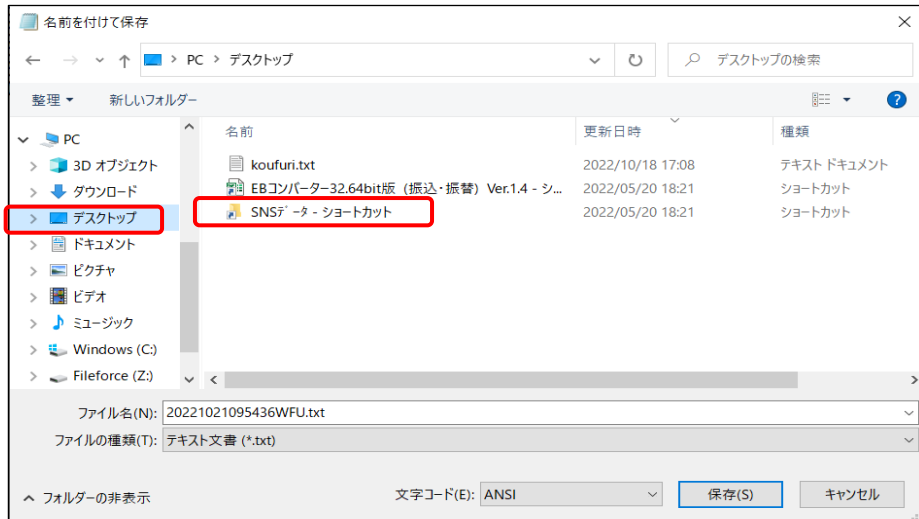 名前を付けて保存
PC > デスクトップ
デスクトップの検索
整理
新しいフォルダー
PC
3D オブジェクト
ダウンロード
デスクトップ
ドキュメント
ピクチャ
ビデオ
ミュージック
Windows (C:)
Fileforce (Z:)
名前 更新日時 種類
koufuri.txt 2022/10/18 17:08 テキスト ドキュメント
EBコンバーター32.64bit版（振込・振替）Ver.1.4 - シ... 2022/05/20 18:21 ショートカット
SNSﾃﾞｰﾀ - ショートカット 2022/05/20 18:21 ショートカット
ファイル名(N): 20221021095436WFU.txt
ファイルの種類(T): テキスト文書 (*.txt)
フォルダーの非表示
文字コード(E): ANSI
保存(S)
キャンセル